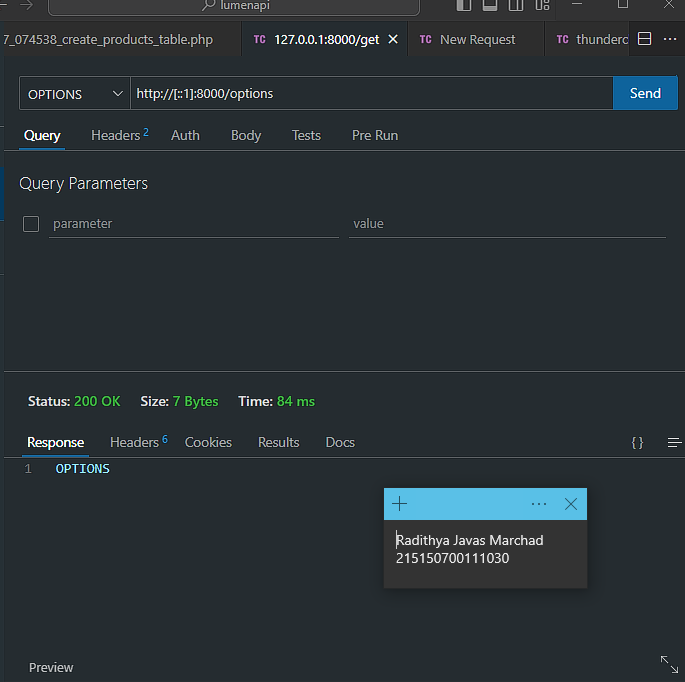 lumenapi
7_074538_create_products_table.php
TC 127.0.0.1:8000/get
TC New Request
TC thunderc
OPTIONS
http://[::1]:8000/options
Send
Query
Headers 2
Auth
Body
Tests
Pre Run
Query Parameters
parameter
value
Status: 200 OK
Size: 7 Bytes
Time: 84 ms
Response
Headers 6
Cookies
Results
Docs
{ }
1 OPTIONS
Radithya Javas Marchad
215150700111030
Preview